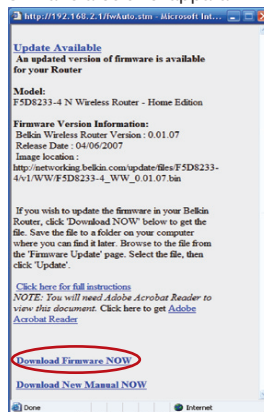 http://192.168.2.1/fwAuto.stm - Microsoft Int...
Update Available
An updated version of firmware is available
for your Router
Model:
F5D8233-4 N Wireless Router - Home Edition
Firmware Version Information:
Belkin Wireless Router Version : 0.01.07
Release Date : 04/06/2007
Image location :
http://networking.belkin.com/update/files/F5D8233-
4/v1/WW/F5D8233-4_WW_0.01.07.bin
If you wish to update the firmware in your Belkin
Router, click 'Download NOW' below to get the
file. Save the file to a folder on your computer
where you can find it later. Browse to the file from
the 'Firmware Update' page. Select the file, then
click 'Update'.
Click here for full instructions
NOTE: You will need Adobe Acrobat Reader to
view this document. Click here to get Adobe
Acrobat Reader
Download Firmware NOW
Download New Manual NOW
Done
Internet